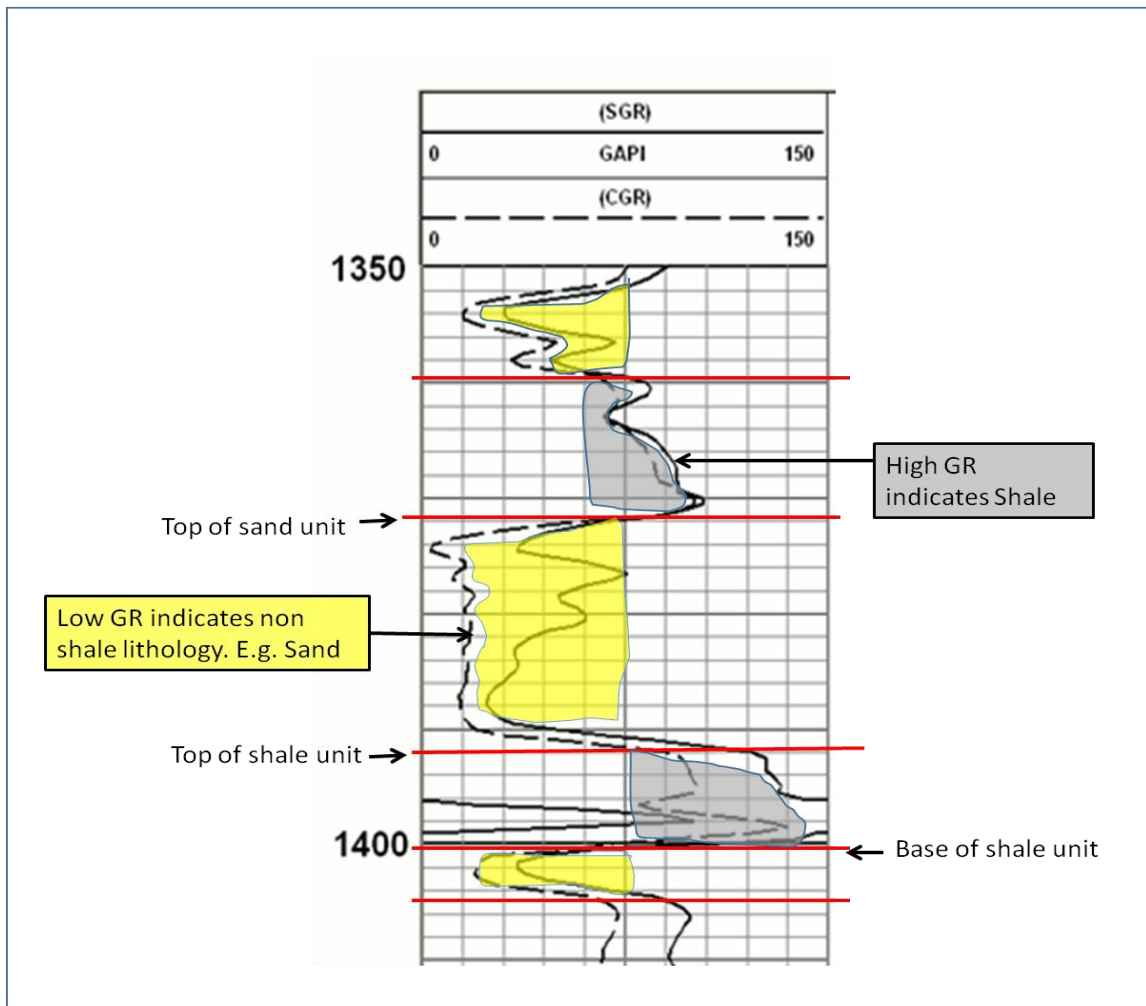 (SGR)
0 GAPI 150
(CGR)
0 150
1350
High GR
indicates Shale
Top of sand unit
Low GR indicates non
shale lithology. E.g. Sand
Top of shale unit
1400
Base of shale unit